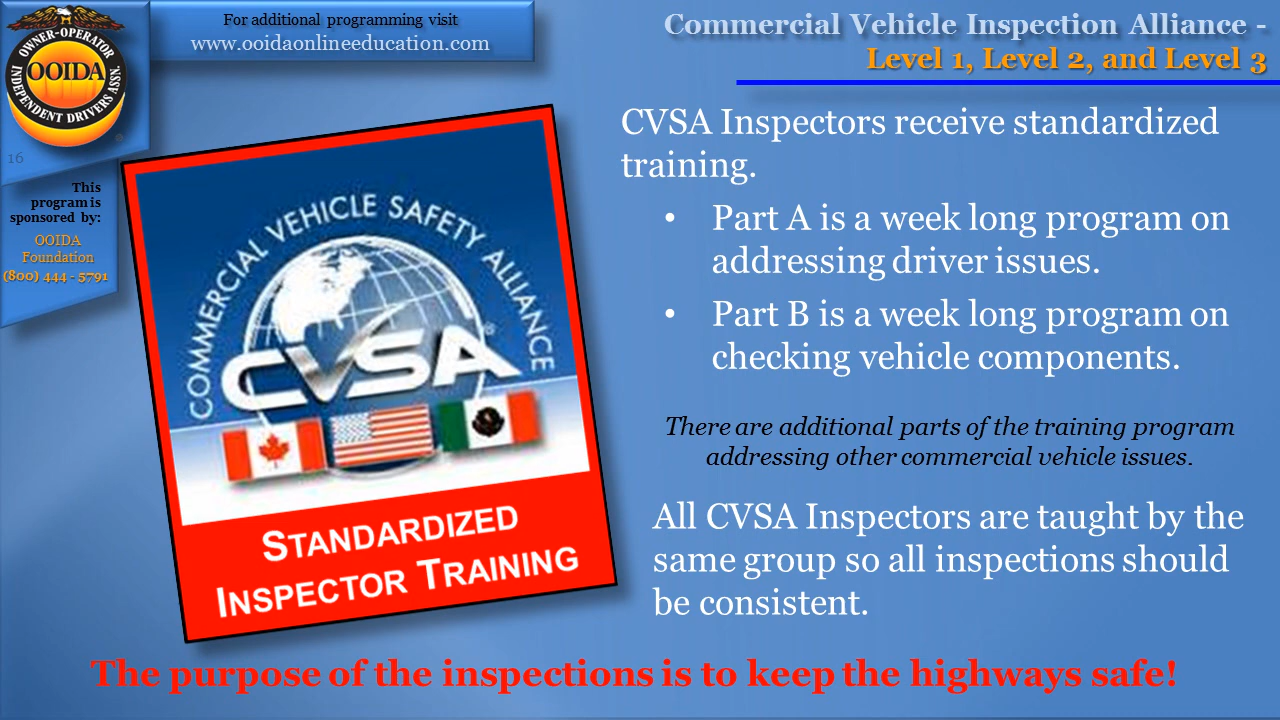 For additional programming visit
www.ooidaonlineeducation.com
OWNER-OPERATOR
OOIDA
INDEPENDENT DRIVERS ASSN.
®
16
This
program is
sponsored by:
OOIDA
Foundation
(800) 444 - 5791
Commercial Vehicle Inspection Alliance -
Level 1, Level 2, and Level 3
COMMERCIAL VEHICLE SAFETY ALLIANCE
CVSA
®
STANDARDIZED
INSPECTOR TRAINING
CVSA Inspectors receive standardized
training.
• Part A is a week long program on
addressing driver issues.
• Part B is a week long program on
checking vehicle components.
There are additional parts of the training program
addressing other commercial vehicle issues.
All CVSA Inspectors are taught by the
same group so all inspections should
be consistent.
The purpose of the inspections is to keep the highways safe!